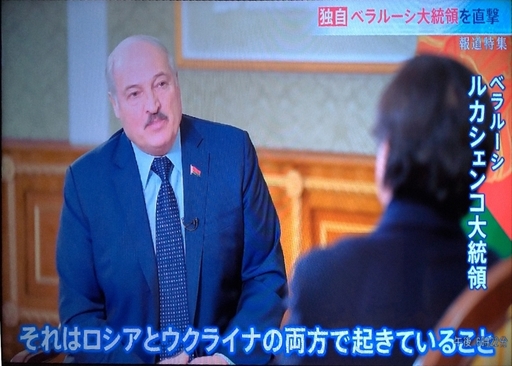 独自 ベラルーシ大統領を直撃
報道特集
ベラルーシ
ルカシェンコ大統領
それはロシアとウクライナの両方で起きていること